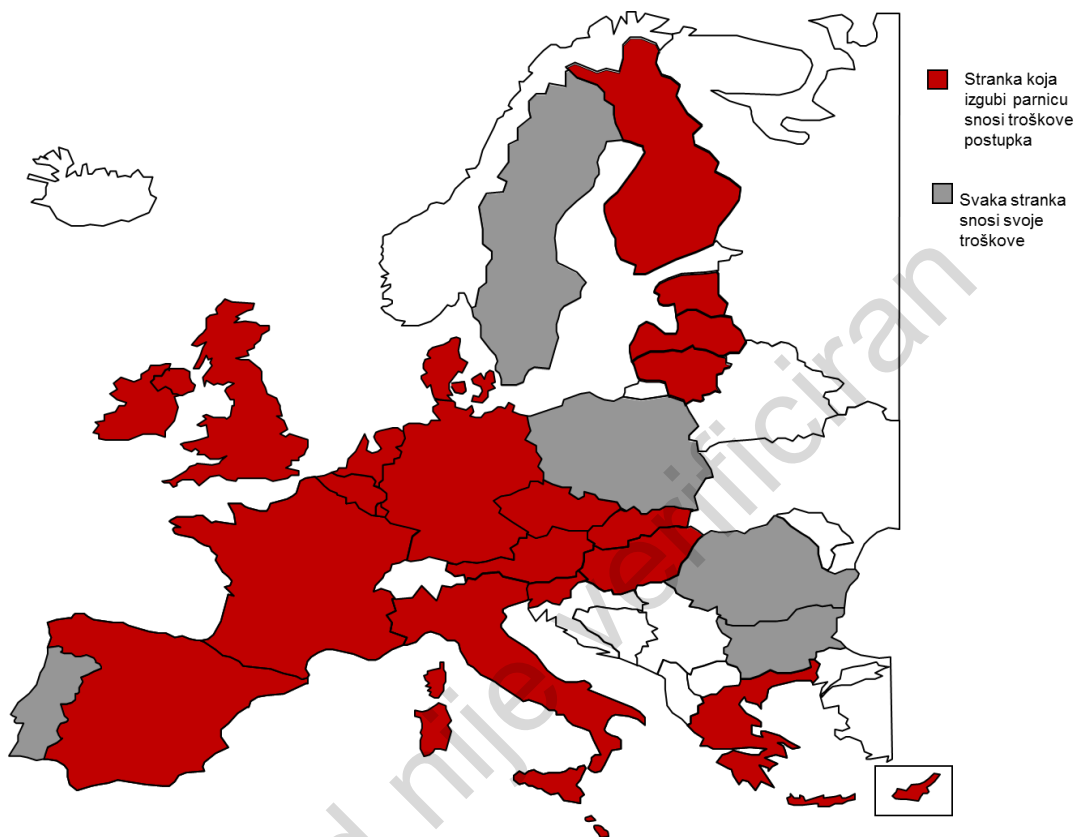 Stranka koja
izgubi parnicu
snosi troškove
postupka
Svaka stranka
snosi svoje
troškove
nije verificiran